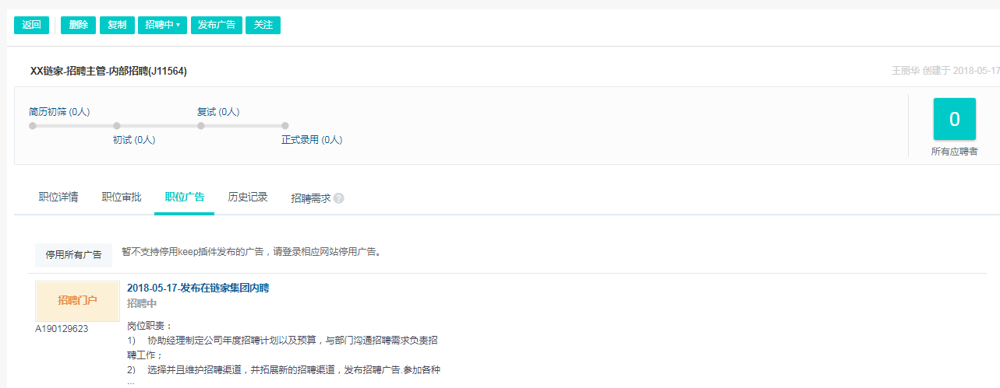 返回 删除 复制 招聘中 发布广告 关注
XX链家-招聘主管-内部招聘(J11564) 王丽华 创建于 2018-05-17
简历初筛 (0人) 复试 (0人)
初试 (0人) 正式录用 (0人)
0
所有应聘者
职位详情 职位审批 职位广告 历史记录 招聘需求 ?
停用所有广告 暂不支持停用keep插件发布的广告，请登录相应网站停用广告。
招聘门户
A190129623
2018-05-17-发布在链家集团内聘
招聘中
岗位职责：
1) 协助经理制定公司年度招聘计划以及预算，与部门沟通招聘需求负责招
聘工作；
2) 选择并且维护招聘渠道，并拓展新的招聘渠道，发布招聘广告.参加各种
...